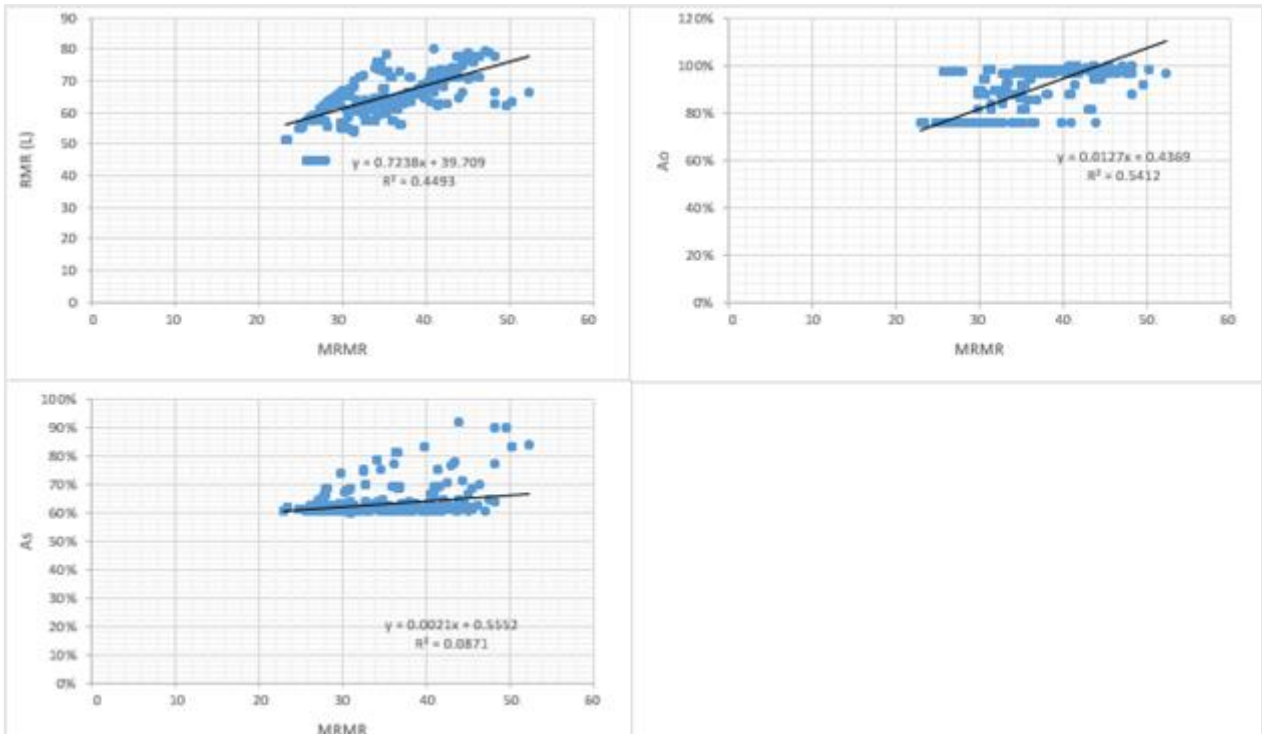 90
80
70
60
50
40
30
20
10
0
RMR (L)
y = 0.7238x + 39.709
R² = 0.4493
0 10 20 30 40 50 60
MRMR
120%
100%
80%
60%
40%
20%
0%
Ao
y = 0.0127x + 0.4369
R² = 0.5412
0 10 20 30 40 50 60
MRMR
100%
90%
80%
70%
60%
50%
40%
30%
20%
10%
0%
As
y = 0.0021x + 0.5552
R² = 0.0871
0 10 20 30 40 50 60
MRMR